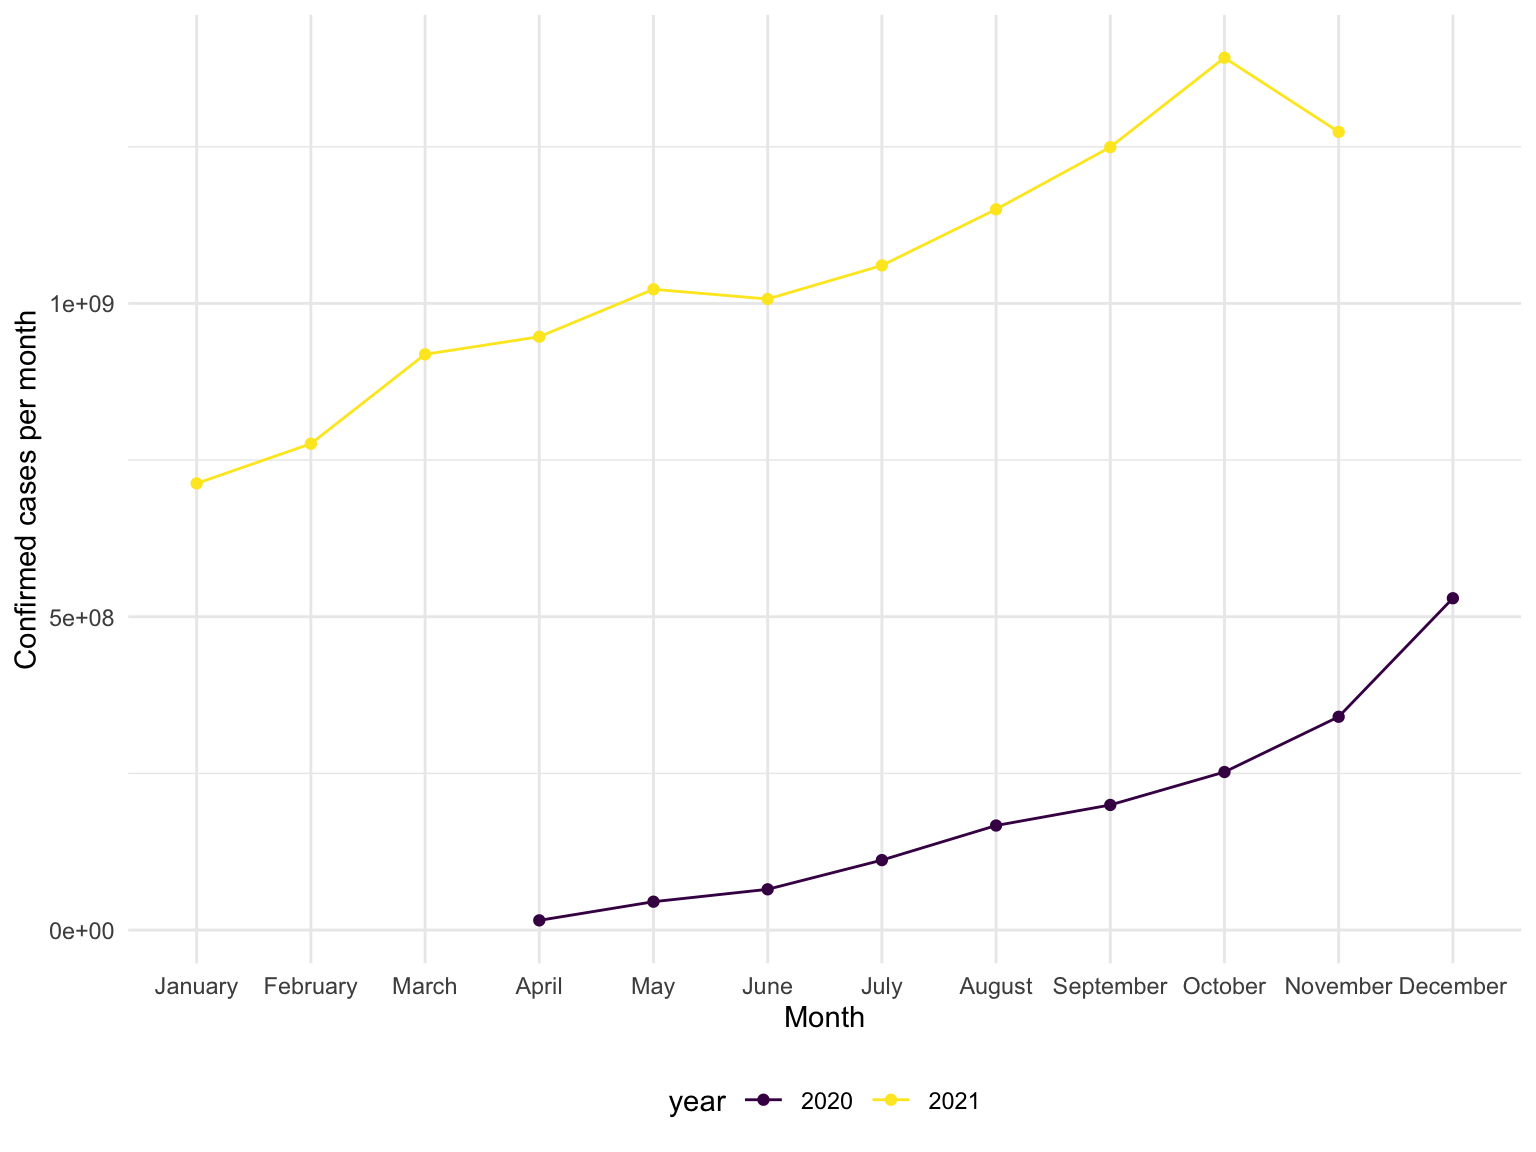 Confirmed cases per month
1e+09
5e+08
0e+00
January February March April May June July August September October November December
Month
year 2020 2021